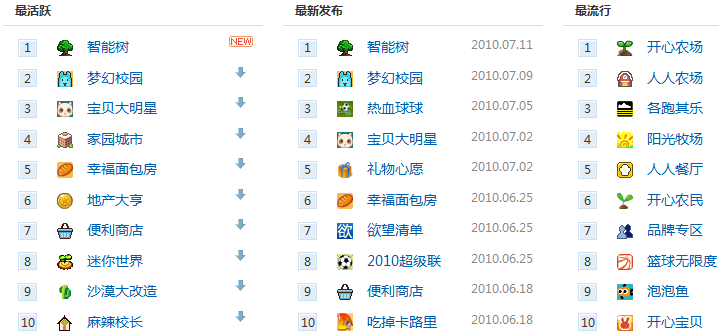 最活跃 最新发布 最流行
1 智能树 NEW 1 智能树 2010.07.11 1 开心农场
2 梦幻校园 2 梦幻校园 2010.07.09 2 人人农场
3 宝贝大明星 3 热血球球 2010.07.05 3 各跑其乐
4 家园城市 4 宝贝大明星 2010.07.02 4 阳光牧场
5 幸福面包房 5 礼物心愿 2010.07.02 5 人人餐厅
6 地产大亨 6 幸福面包房 2010.06.25 6 开心农民
7 便利商店 7 欲 欲望清单 2010.06.25 7 品牌专区
8 迷你世界 8 2010超级联 2010.06.25 8 篮球无限度
9 沙漠大改造 9 便利商店 2010.06.18 9 泡泡鱼
10 麻辣校长 10 吃掉卡路里 2010.06.18 10 开心宝贝